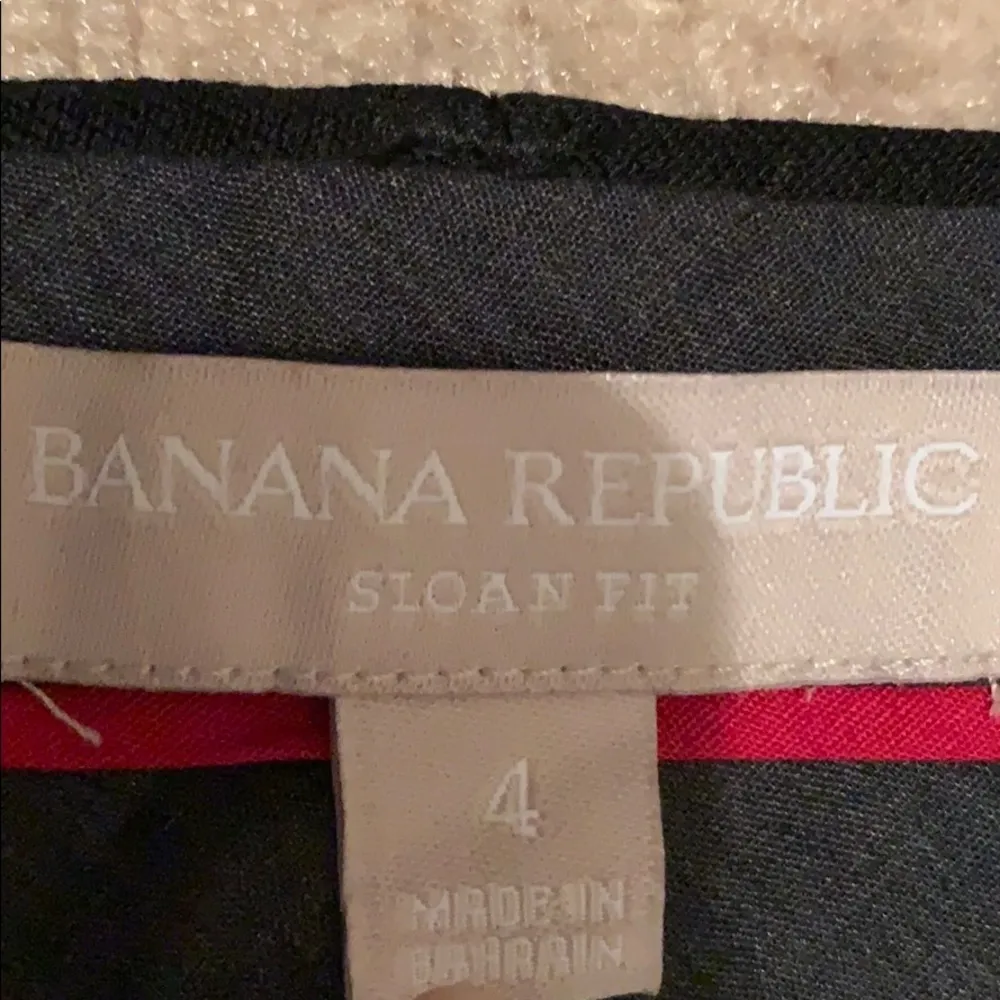 BANANA REPUBLIC
SLOAN FIT
4
MADE IN
BAHRAIN